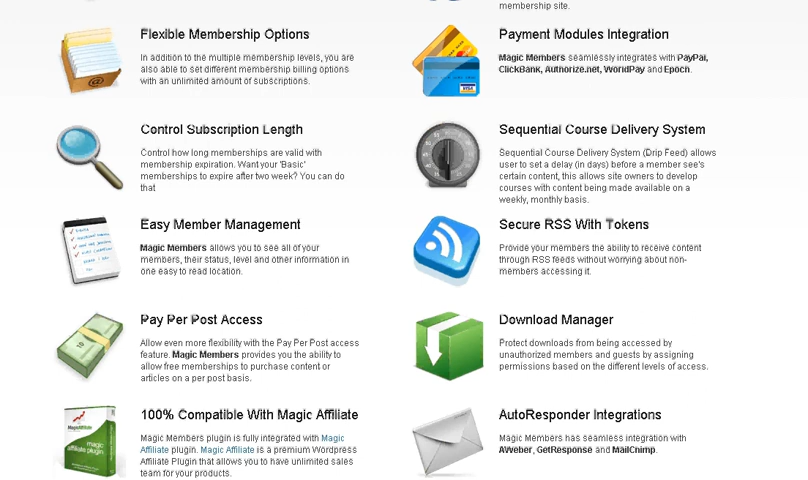 membership site.
Flexible Membership Options
In addition to the multiple membership levels, you are
also able to set different membership billing options
with an unlimited amount of subscriptions.
Payment Modules Integration
Magic Members seamlessly integrates with PayPal,
ClickBank, Authorize.net, WorldPay and Epoch.
Control Subscription Length
Control how long memberships are valid with
membership expiration. Want your 'Basic'
memberships to expire after two week? You can do
that
Sequential Course Delivery System
Sequential Course Delivery System (Drip Feed) allows
user to set a delay (in days) before a member see's
certain content, this allows site owners to develop
courses with content being made available on a
weekly, monthly basis.
Easy Member Management
Magic Members allows you to see all of your
members, their status, level and other information in
one easy to read location.
Secure RSS With Tokens
Provide your members the ability to receive content
through RSS feeds without worrying about non-
members accessing it.
Pay Per Post Access
Allow even more flexibility with the Pay Per Post access
feature. Magic Members provides you the ability to
allow free memberships to purchase content or
articles on a per post basis.
Download Manager
Protect downloads from being accessed by
unauthorized members and guests by assigning
permissions based on the different levels of access.
100% Compatible With Magic Affiliate
Magic Members plugin is fully integrated with Magic
Affiliate plugin. Magic Affiliate is a premium Wordpress
Affiliate Plugin that allows you to have unlimited sales
team for your products.
magic
affiliate plugin
AutoResponder Integrations
Magic Members has seamless integration with
AWeber, GetResponse and MailChimp.
VISA